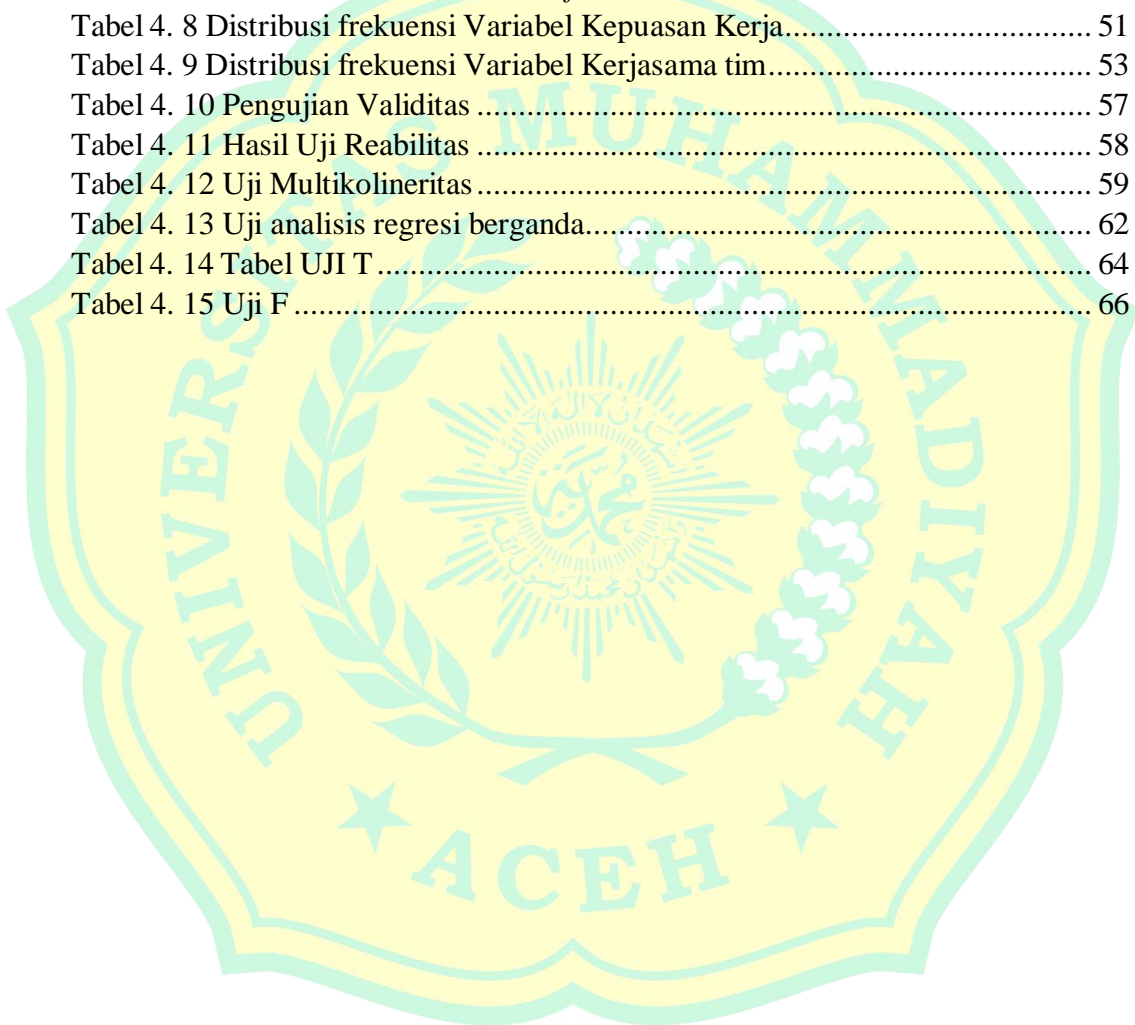 Tabel 4. 8 Distribusi frekuensi Variabel Kepuasan Kerja.................................. 51
Tabel 4. 9 Distribusi frekuensi Variabel Kerjasama tim.................................... 53
Tabel 4. 10 Pengujian Validitas ......................................................................... 57
Tabel 4. 11 Hasil Uji Reabilitas ......................................................................... 58
Tabel 4. 12 Uji Multikolineritas ......................................................................... 59
Tabel 4. 13 Uji analisis regresi berganda............................................................ 62
Tabel 4. 14 Tabel UJI T ..................................................................................... 64
Tabel 4. 15 Uji F ................................................................................................ 66
UNIVERSITAS MUHAMMADIYAH
محمدية
ACEH